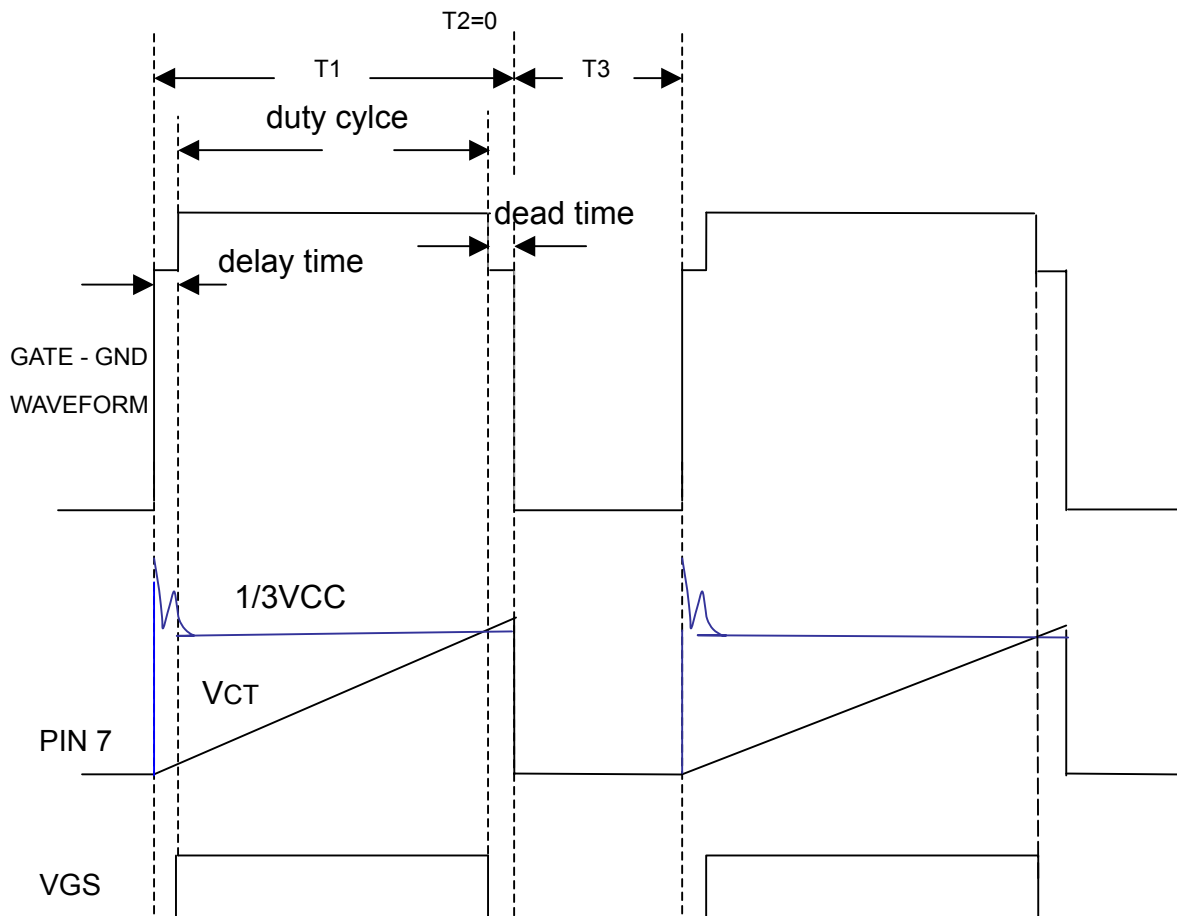 T2=0
T1
T3
duty cylce
dead time
delay time
GATE - GND
WAVEFORM
1/3VCC
VCT
PIN 7
VGS